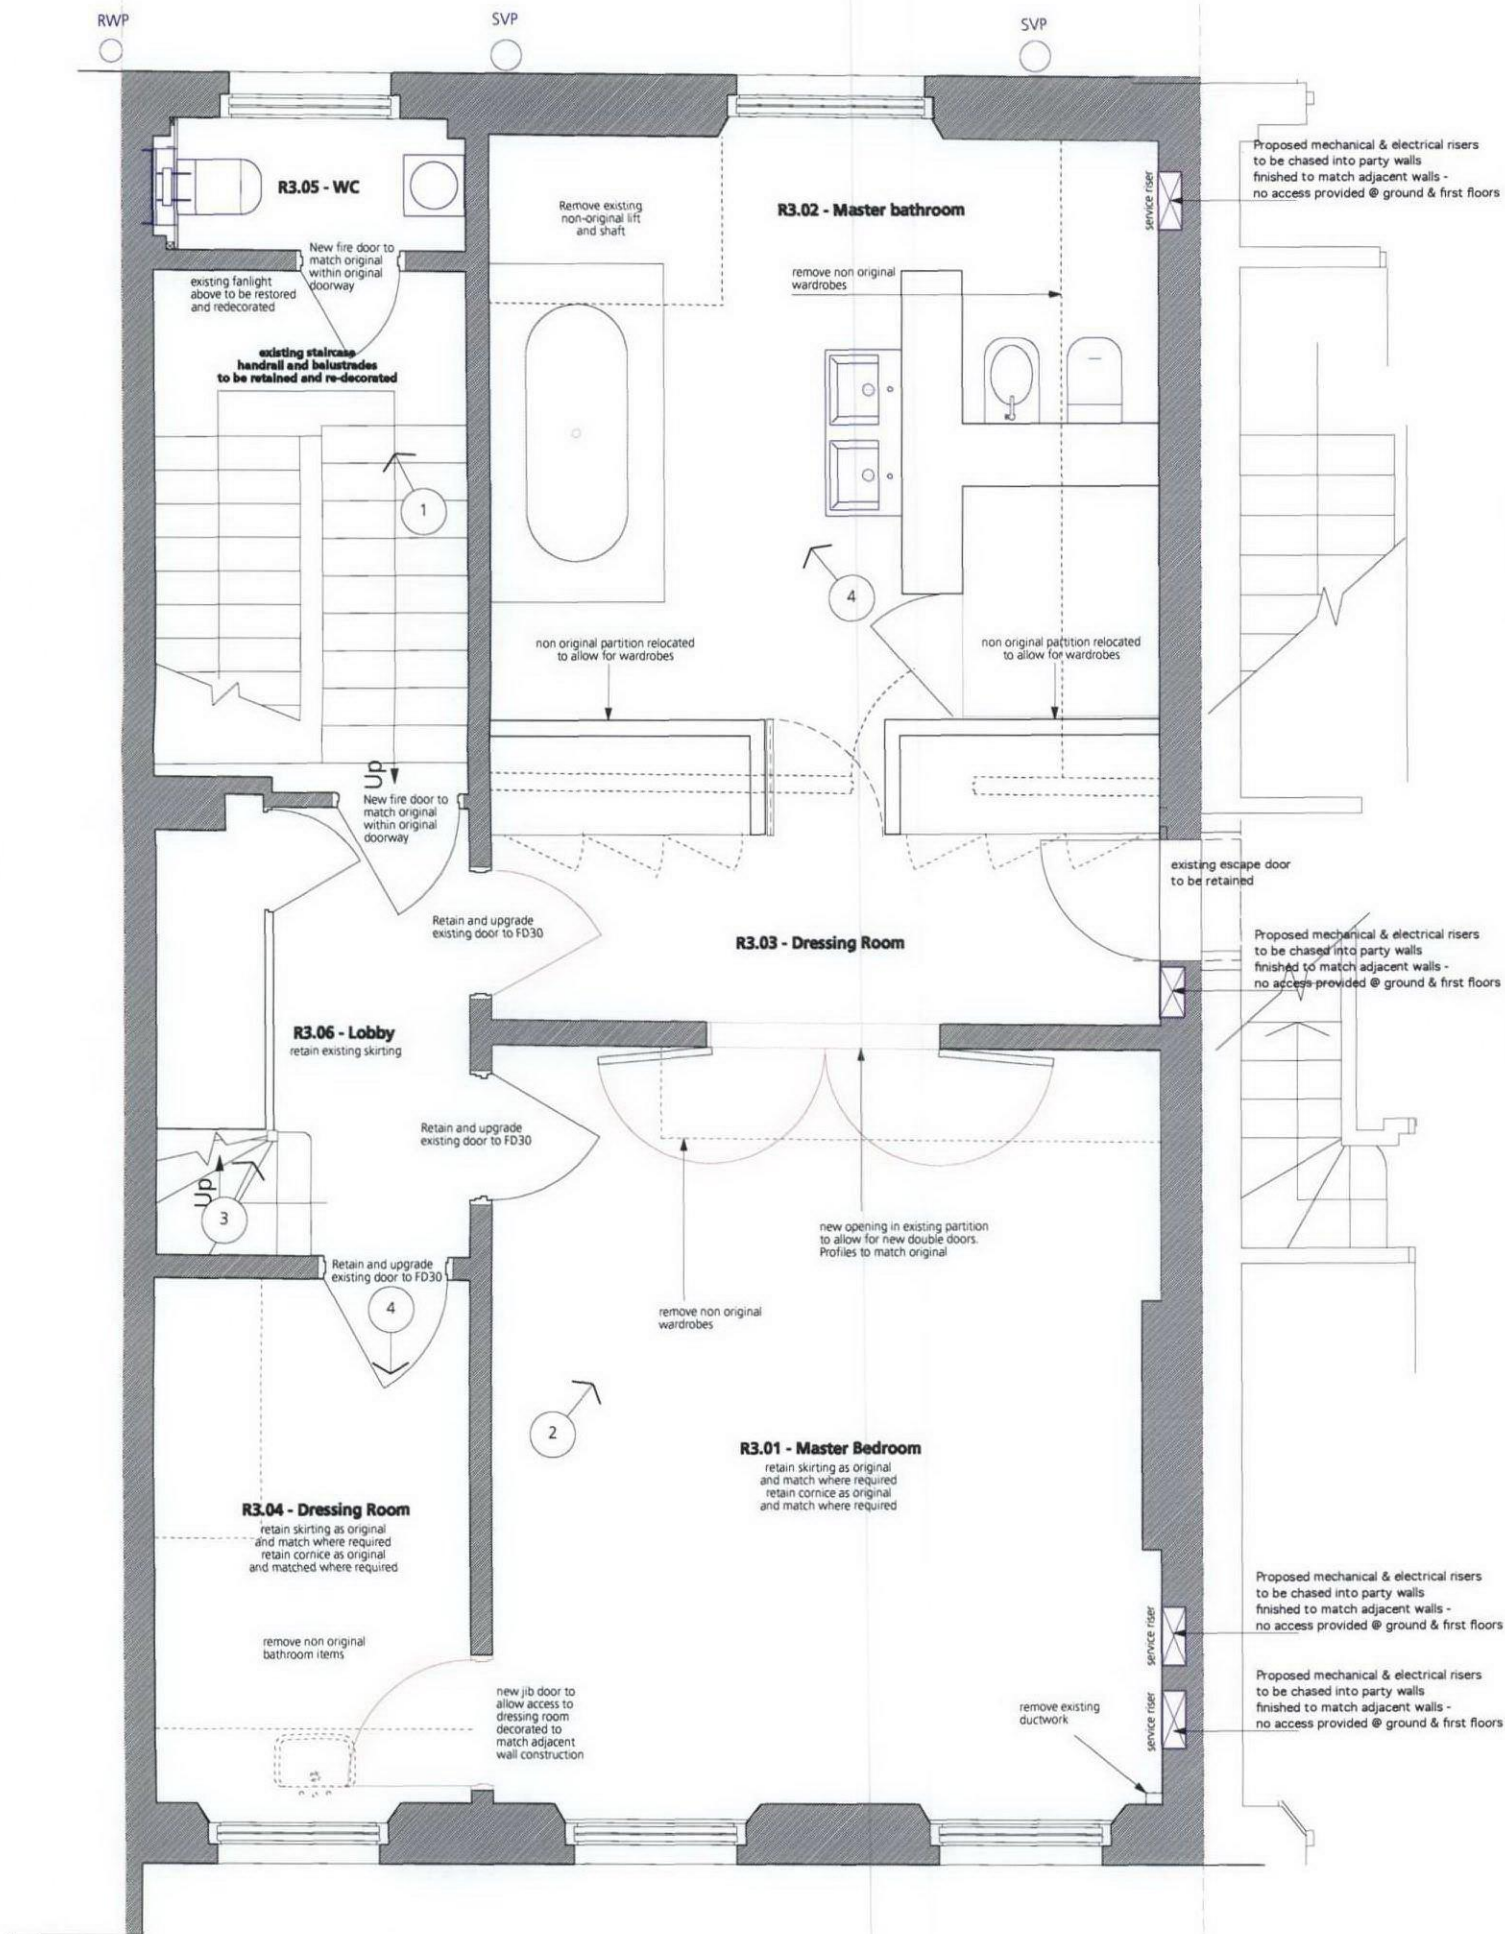 RWP
SVP
SVP
Proposed mechanical & electrical risers
to be chased into party walls
finished to match adjacent walls -
no access provided @ ground & first floors
service riser
R3.05 - WC
Remove existing
non-original lift
and shaft
R3.02 - Master bathroom
New fire door to
match original
within original
doorway
existing fanlight
above to be restored
and redecorated
remove non original
wardrobes
existing staircase
handrail and balustrades
to be retained and re-decorated
1
4
non original partition relocated
to allow for wardrobes
non original partition relocated
to allow for wardrobes
Up
New fire door to
match original
within original
doorway
existing escape door
to be retained
Retain and upgrade
existing door to FD30
R3.03 - Dressing Room
Proposed mechanical & electrical risers
to be chased into party walls
finished to match adjacent walls -
no access provided @ ground & first floors
R3.06 - Lobby
retain existing skirting
Retain and upgrade
existing door to FD30
Up
3
new opening in existing partition
to allow for new double doors.
Profiles to match original
Retain and upgrade
existing door to FD30
4
remove non original
wardrobes
2
R3.01 - Master Bedroom
retain skirting as original
and match where required
retain cornice as original
and match where required
R3.04 - Dressing Room
retain skirting as original
and match where required
retain cornice as original
and matched where required
Proposed mechanical & electrical risers
to be chased into party walls
finished to match adjacent walls -
no access provided @ ground & first floors
service riser
remove non original
bathroom items
new jib door to
allow access to
dressing room
decorated to
match adjacent
wall construction
remove existing
ductwork
service riser
Proposed mechanical & electrical risers
to be chased into party walls
finished to match adjacent walls -
no access provided @ ground & first floors